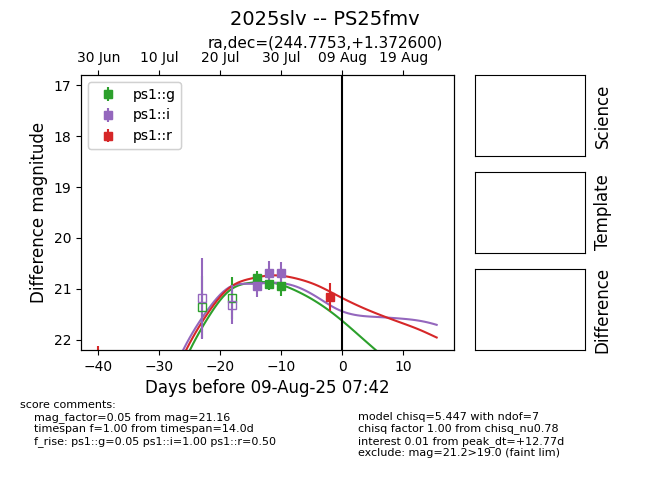 2025slv -- PS25fmv
ra,dec=(244.7753,+1.372600)
30 Jun 10 Jul 20 Jul 30 Jul 09 Aug 19 Aug
17
18
19
20
21
22
Difference magnitude
ps1::g
ps1::i
ps1::r
Science
Template
Difference
−40 −30 −20 −10 0 10
Days before 09-Aug-25 07:42
score comments:
mag_factor=0.05 from mag=21.16
timespan f=1.00 from timespan=14.0d
f_rise: ps1::g=0.05 ps1::i=1.00 ps1::r=0.50
model chisq=5.447 with ndof=7
chisq factor 1.00 from chisq_nu0.78
interest 0.01 from peak_dt=+12.77d
exclude: mag=21.2>19.0 (faint lim)